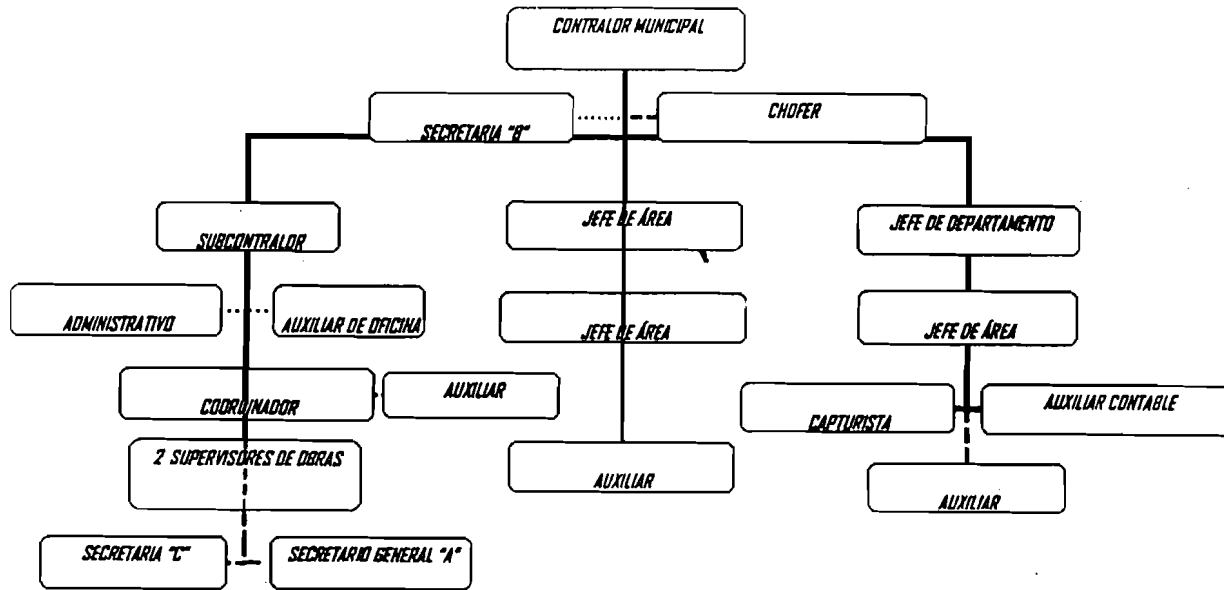 CONTRALOR MUNICIPAL
SECRETARIA "B"
CHOFER
SUBCONTRALOR
JEFE DE ÁREA
JEFE DE DEPARTAMENTO
ADMINISTRATIVO
AUXILIAR DE OFICINA
JEFE DE ÁREA
JEFE DE ÁREA
COORDINADOR
AUXILIAR
CAPTURISTA
AUXILIAR CONTABLE
2 SUPERVISORES DE OBRAS
AUXILIAR
AUXILIAR
SECRETARIA "C"
SECRETARIO GENERAL "A"